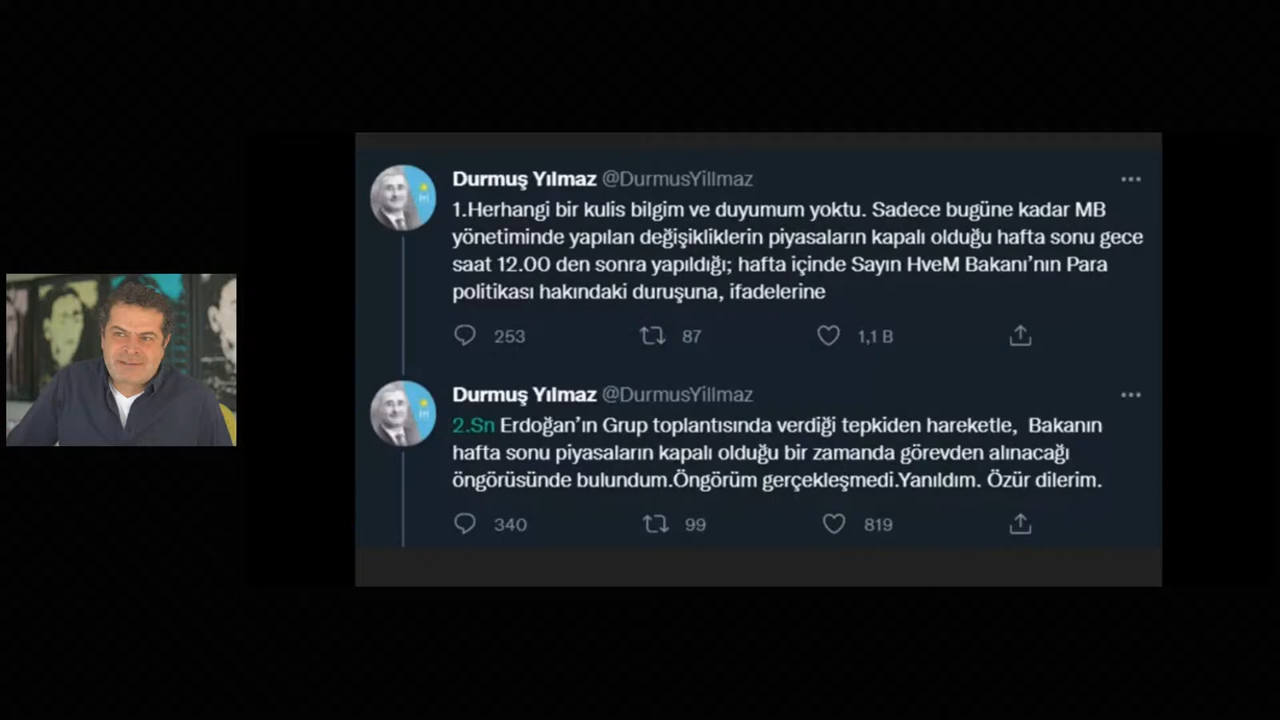 Durmuş Yılmaz @DurmusYillmaz
1.Herhangi bir kulis bilgim ve duyumum yoktu. Sadece bugüne kadar MB
yönetiminde yapılan değişikliklerin piyasaların kapalı olduğu hafta sonu gece
saat 12.00 den sonra yapıldığı; hafta içinde Sayın HveM Bakanı’nın Para
politikası hakındaki duruşuna, ifadelerine
253 87 1,1 B
Durmuş Yılmaz @DurmusYillmaz
2.Sn Erdoğan’ın Grup toplantısında verdiği tepkiden hareketle, Bakanın
hafta sonu piyasaların kapalı olduğu bir zamanda görevden alınacağı
öngörüsünde bulundum.Öngörüm gerçekleşmedi.Yanıldım. Özür dilerim.
340 99 819